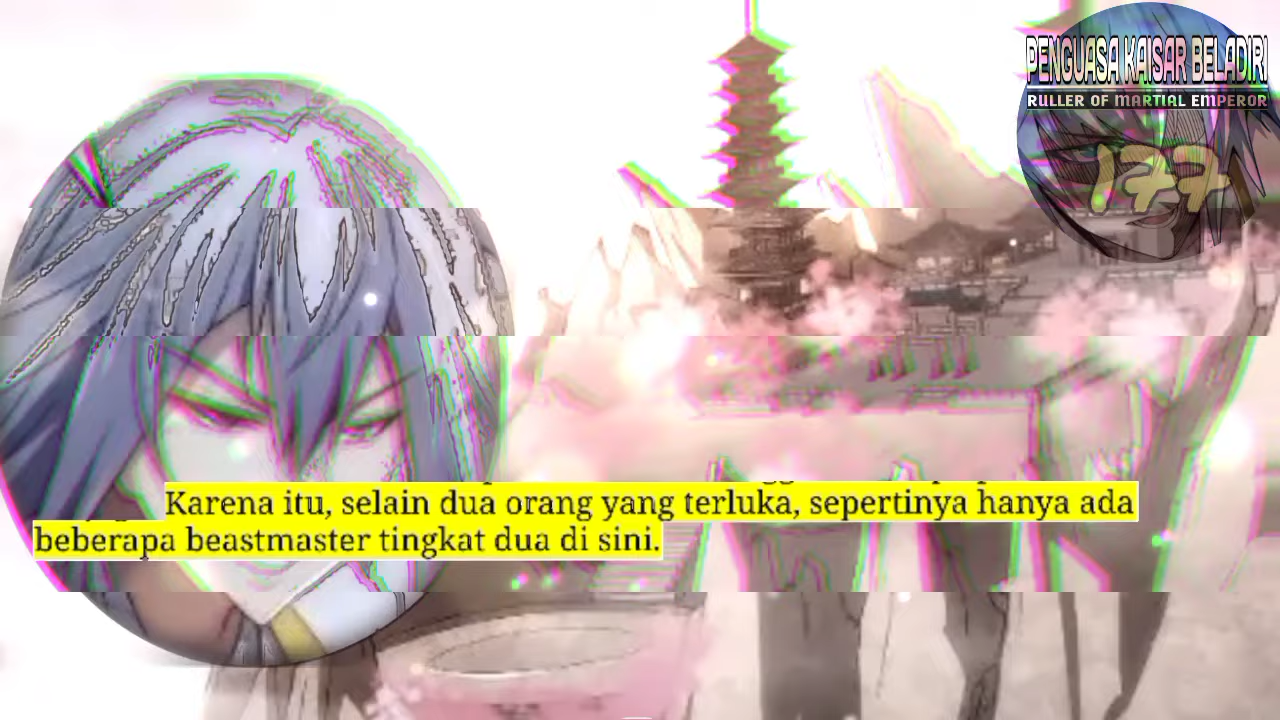 PENGUASA KAISAR BELADIRI
RULLER OF MARTIAL EMPEROR
177
Karena itu, selain dua orang yang terluka, sepertinya hanya ada
beberapa beastmaster tingkat dua di sini.